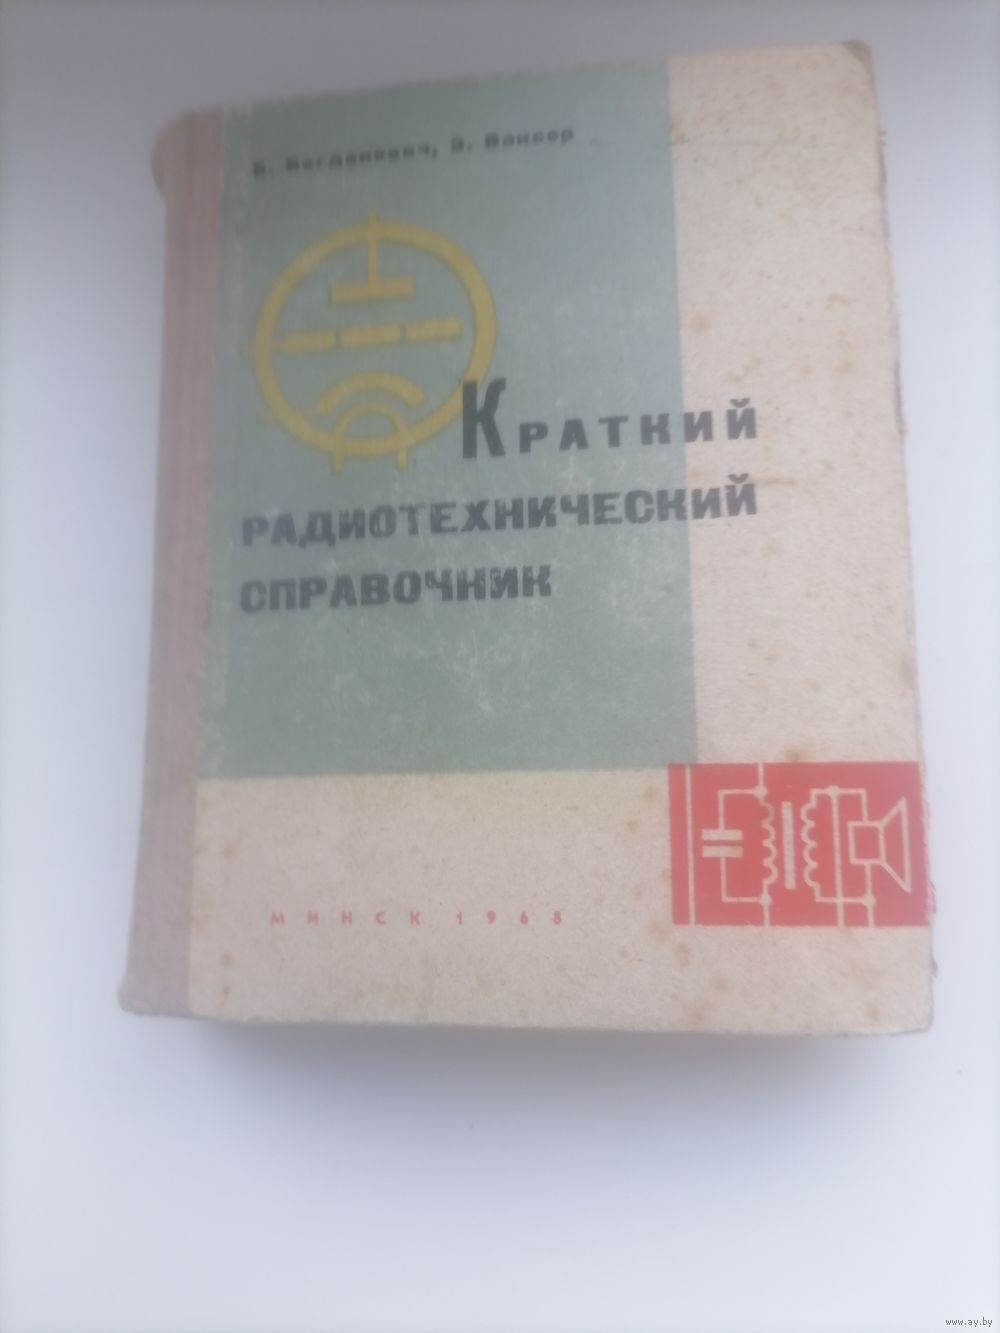 Б. Богданович, Э. Ваксер
Краткий
радиотехнический
справочник
МИНСК 1968
www.ay.by